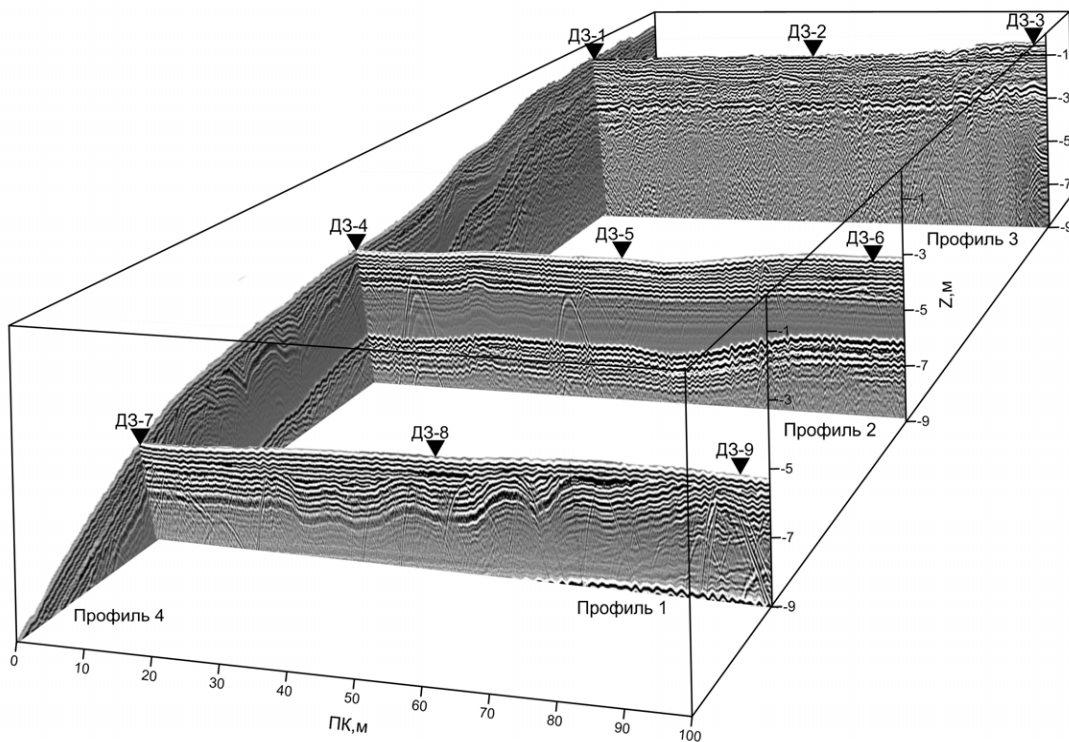 ДЗ-1
ДЗ-2
ДЗ-3
-1
-3
-5
-7
-9
Профиль 3
ДЗ-4
ДЗ-5
ДЗ-6
-1
-3
-5
-7
-9
Z,м
Профиль 2
ДЗ-7
ДЗ-8
ДЗ-9
-1
-3
-5
-7
-9
Профиль 4
Профиль 1
0
10
20
30
40
50
60
70
80
90
100
ПК,м